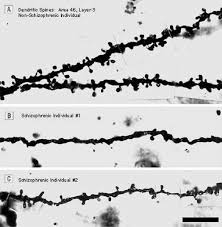 A Dendritic Spines: Area 46, Layer 3
Non-Schizophrenic Individual
B Schizophrenic Individual #1
C Schizophrenic Individual #2